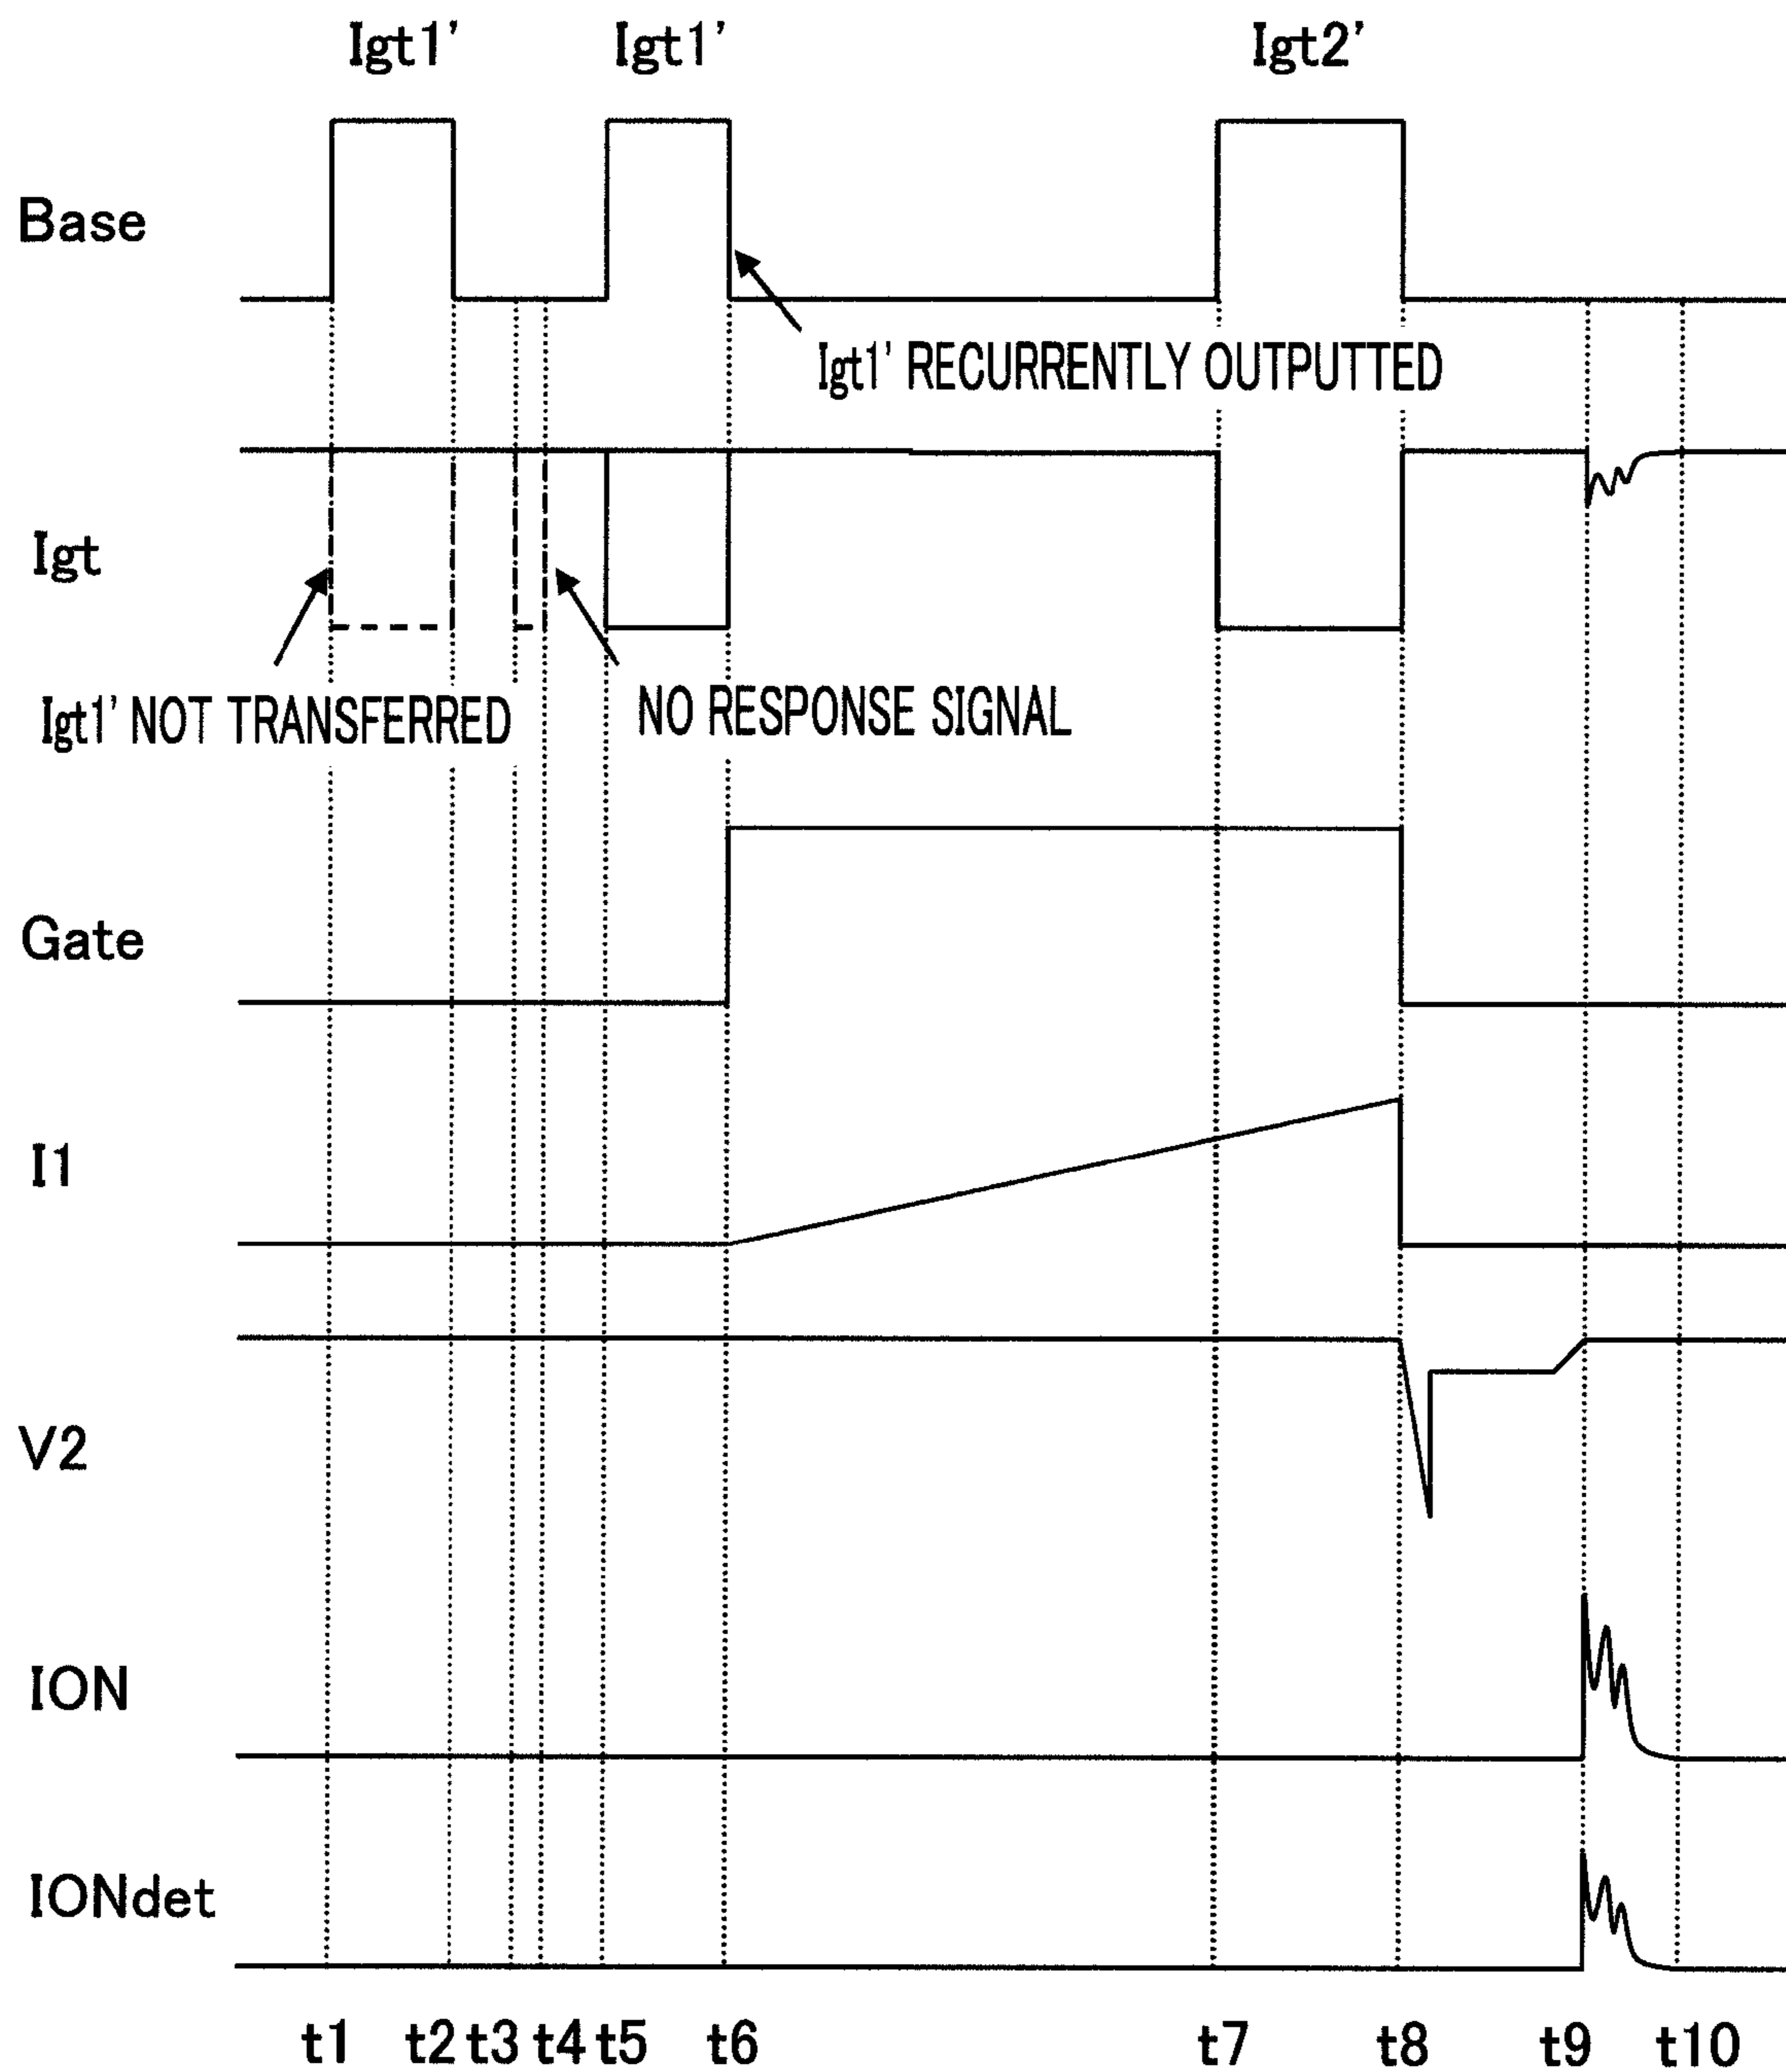 Igt1' Igt1' Igt2'
Base
Igt1' RECURRENTLY OUTPUTTED
Igt
Igt1' NOT TRANSFERRED
NO RESPONSE SIGNAL
Gate
I1
V2
ION
IONdet
t1 t2 t3 t4 t5 t6 t7 t8 t9 t10